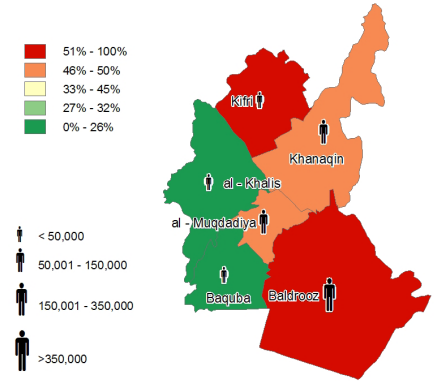 51% - 100%
46% - 50%
33% - 45%
27% - 32%
0% - 26%
Kifri
Khanaqin
al - Khalis
al - Muqdadiya
Baquba
Baldrooz
< 50,000
50,001 - 150,000
150,001 - 350,000
>350,000